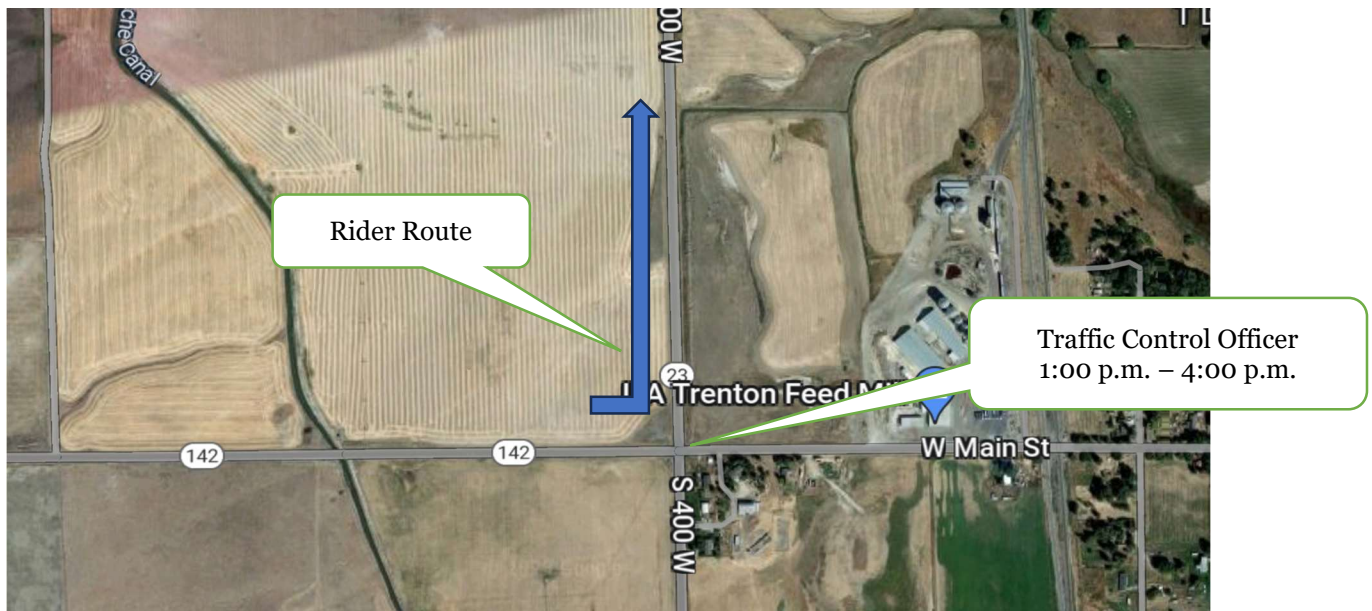 che Canal
00 W
Rider Route
Traffic Control Officer
1:00 p.m. – 4:00 p.m.
23
A Trenton Feed Mil
142
142
W Main St
S 400 W